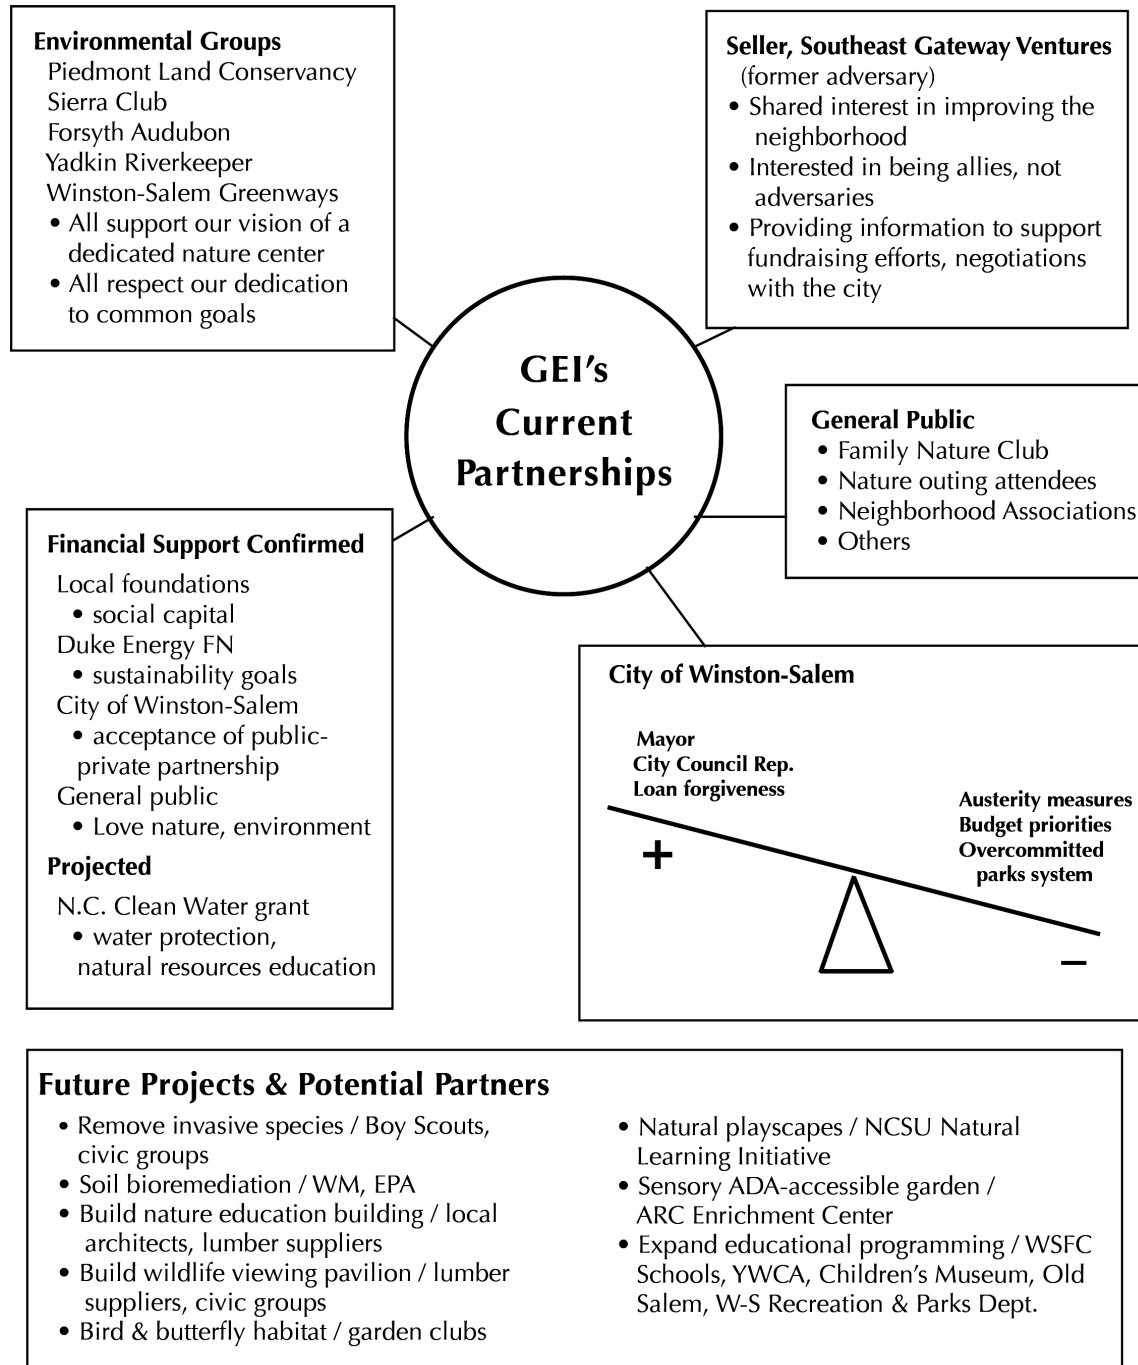 Environmental Groups
Piedmont Land Conservancy
Sierra Club
Forsyth Audubon
Yadkin Riverkeeper
Winston-Salem Greenways
• All support our vision of a
dedicated nature center
• All respect our dedication
to common goals
Seller, Southeast Gateway Ventures
(former adversary)
• Shared interest in improving the
neighborhood
• Interested in being allies, not
adversaries
• Providing information to support
fundraising efforts, negotiations
with the city
GEI's
Current
Partnerships
General Public
• Family Nature Club
• Nature outing attendees
• Neighborhood Associations
• Others
Financial Support Confirmed
Local foundations
• social capital
Duke Energy FN
• sustainability goals
City of Winston-Salem
• acceptance of public-
private partnership
General public
• Love nature, environment
Projected
N.C. Clean Water grant
• water protection,
natural resources education
City of Winston-Salem
Mayor
City Council Rep.
Loan forgiveness
+
Austerity measures
Budget priorities
Overcommitted
parks system
–
Future Projects & Potential Partners
• Remove invasive species / Boy Scouts,
civic groups
• Soil bioremediation / WM, EPA
• Build nature education building / local
architects, lumber suppliers
• Build wildlife viewing pavilion / lumber
suppliers, civic groups
• Bird & butterfly habitat / garden clubs
• Natural playscapes / NCSU Natural
Learning Initiative
• Sensory ADA-accessible garden /
ARC Enrichment Center
• Expand educational programming / WSFC
Schools, YWCA, Children's Museum, Old
Salem, W-S Recreation & Parks Dept.